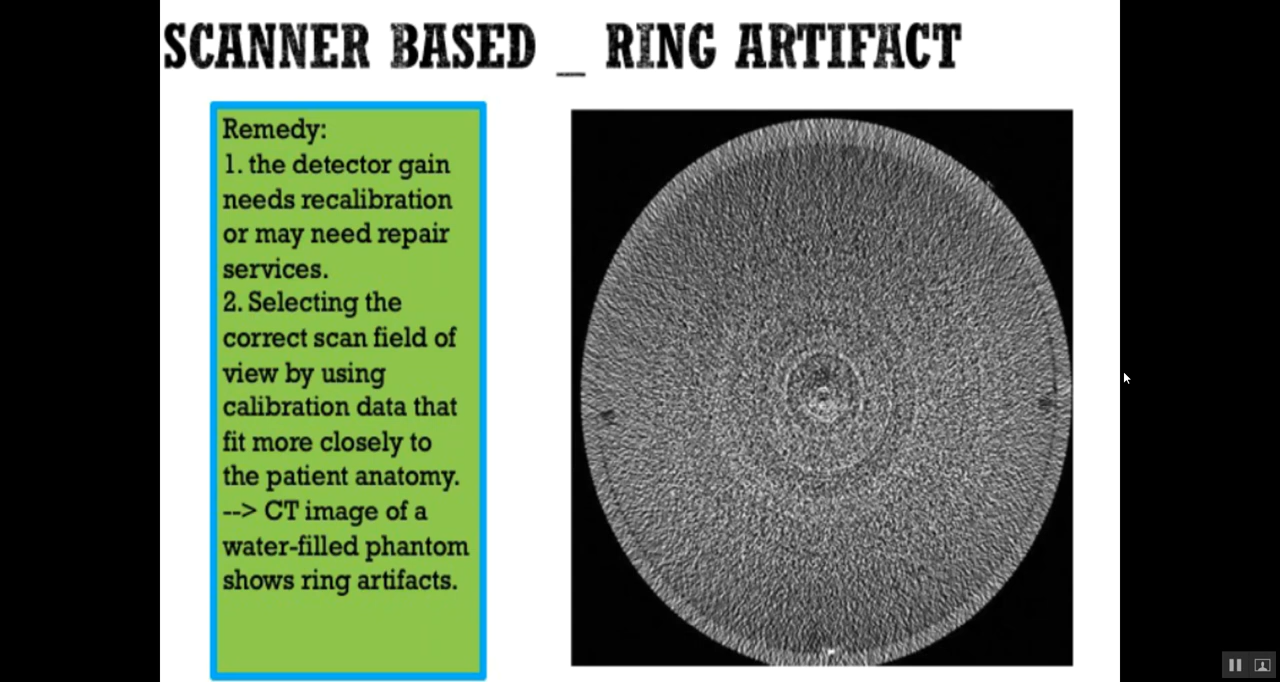 SCANNER BASED _ RING ARTIFACT
Remedy:
1. the detector gain
needs recalibration
or may need repair
services.
2. Selecting the
correct scan field of
view by using
calibration data that
fit more closely to
the patient anatomy.
--> CT image of a
water-filled phantom
shows ring artifacts.